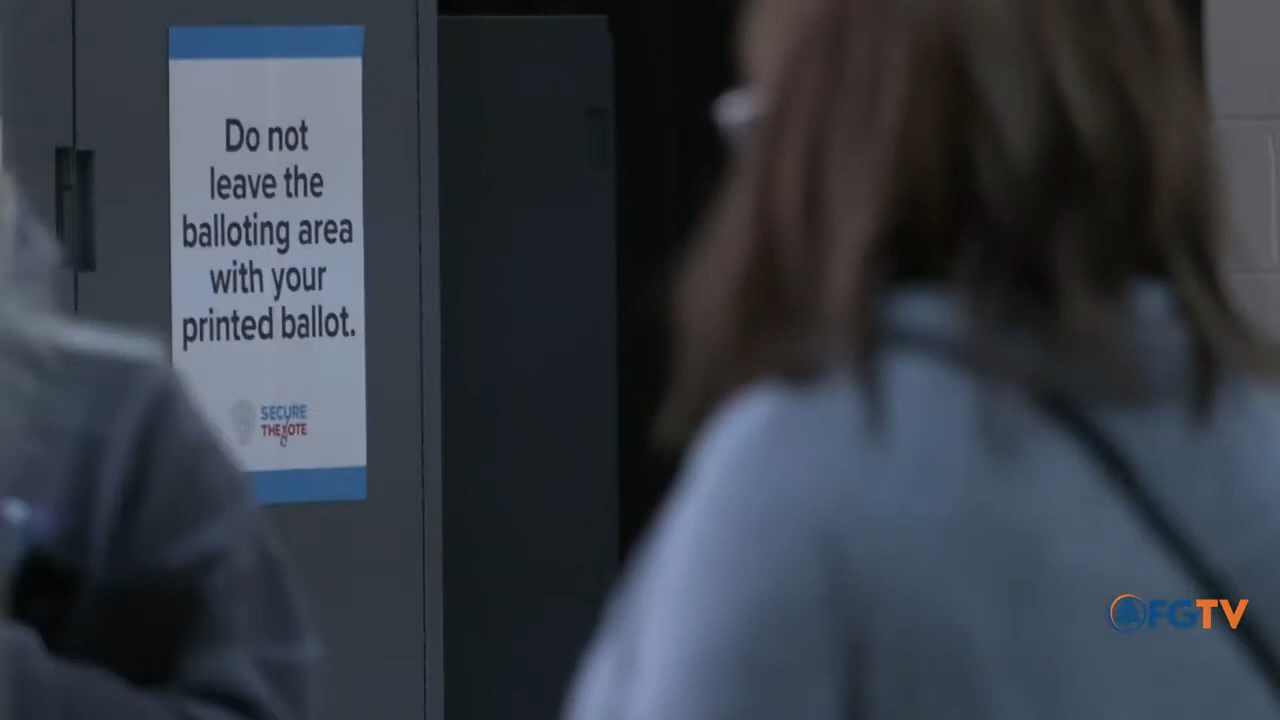 Do not
leave the
balloting area
with your
printed ballot.
SECURE
THE VOTE
FGTV